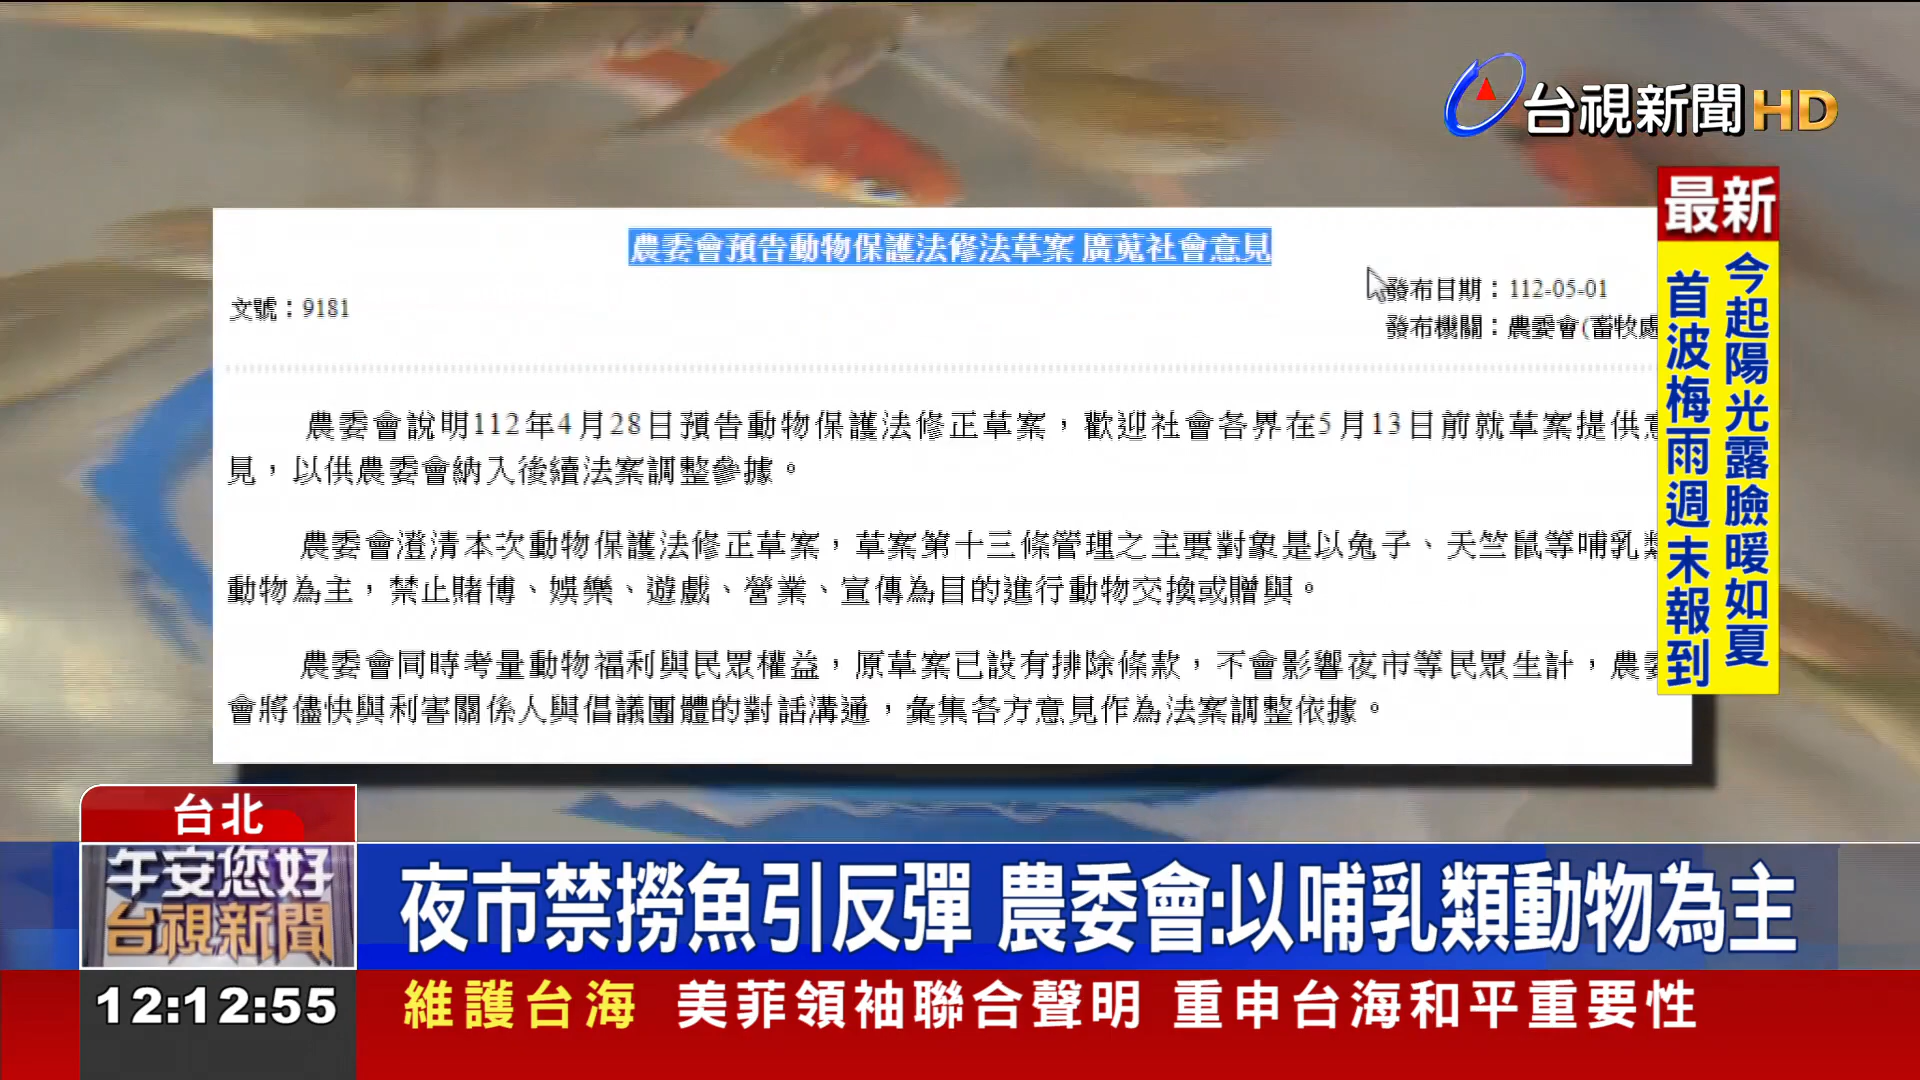 台視新聞HD
最新
今起陽光露臉暖如夏
首波梅雨週末報到
農委會預告動物保護法修法草案 廣蒐社會意見
文號：9181
發布日期：112-05-01
發布機關：農委會(畜牧處
農委會說明112年4月28日預告動物保護法修正草案，歡迎社會各界在5月13日前就草案提供意
見，以供農委會納入後續法案調整參據。
農委會澄清本次動物保護法修正草案，草案第十三條管理之主要對象是以兔子、天竺鼠等哺乳類
動物為主，禁止賭博、娛樂、遊戲、營業、宣傳為目的進行動物交換或贈與。
農委會同時考量動物福利與民眾權益，原草案已設有排除條款，不會影響夜市等民眾生計，農委
會將儘快與利害關係人與倡議團體的對話溝通，彙集各方意見作為法案調整依據。
台北
午安您好
台視新聞
夜市禁撈魚引反彈 農委會:以哺乳類動物為主
12:12:55
維護台海 美菲領袖聯合聲明 重申台海和平重要性